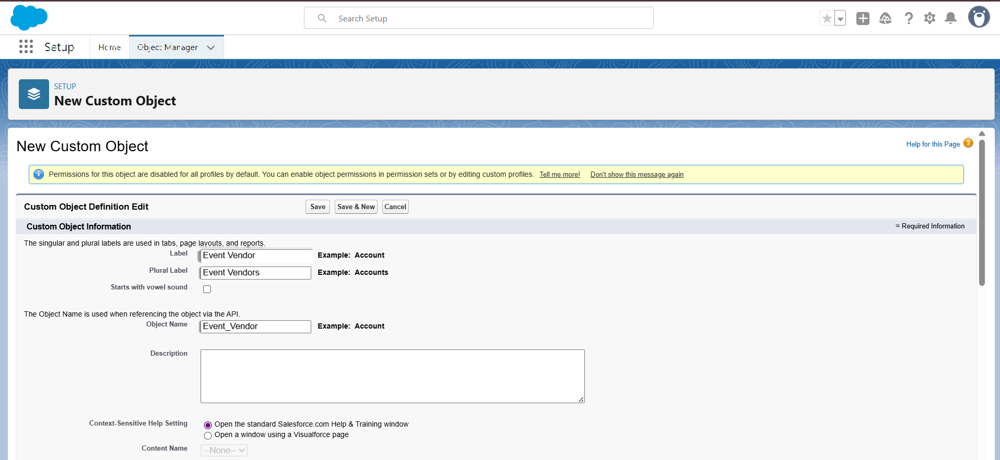 Search Setup
Setup
Home
Object Manager
SETUP
New Custom Object
New Custom Object
Help for this Page
Permissions for this object are disabled for all profiles by default. You can enable object permissions in permission sets or by editing custom profiles. Tell me more! Don't show this message again
Custom Object Definition Edit Save Save & New Cancel
Custom Object Information = Required Information
The singular and plural labels are used in tabs, page layouts, and reports.
Label Event Vendor Example: Account
Plural Label Event Vendors Example: Accounts
Starts with vowel sound
The Object Name is used when referencing the object via the API.
Object Name Event_Vendor Example: Account
Description
Context-Sensitive Help Setting Open the standard Salesforce.com Help & Training window
Open a window using a Visualforce page
Content Name --None--